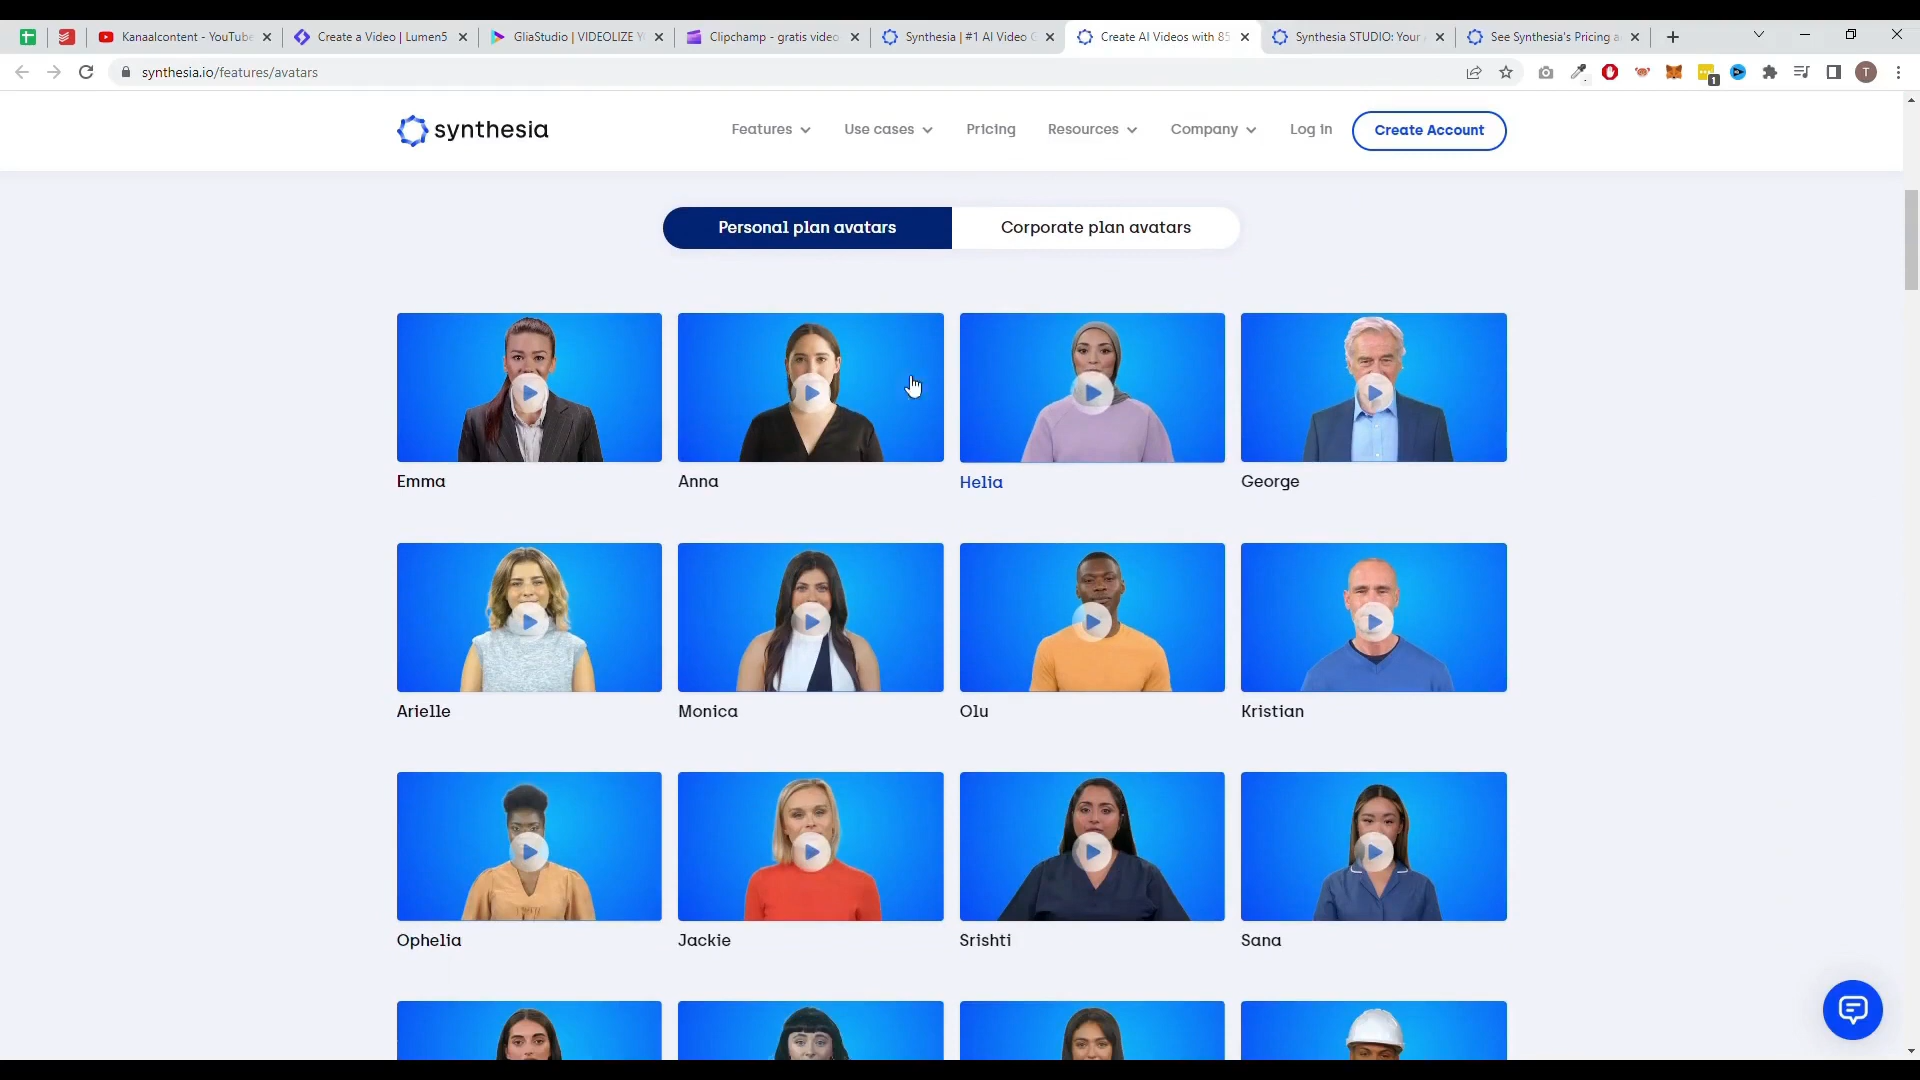 Kanaalcontent - YouTube
Create a Video | Lumen5
GliaStudio | VIDEOLIZE Y
Clipchamp - gratis video
Synthesia | #1 AI Video G
Create AI Videos with 85
Synthesia STUDIO: Your
See Synthesia's Pricing a
synthesia.io/features/avatars
1
T
synthesia
Features
Use cases
Pricing
Resources
Company
Log in
Create Account
Personal plan avatars
Corporate plan avatars
Emma
Anna
Helia
George
Arielle
Monica
Olu
Kristian
Ophelia
Jackie
Srishti
Sana